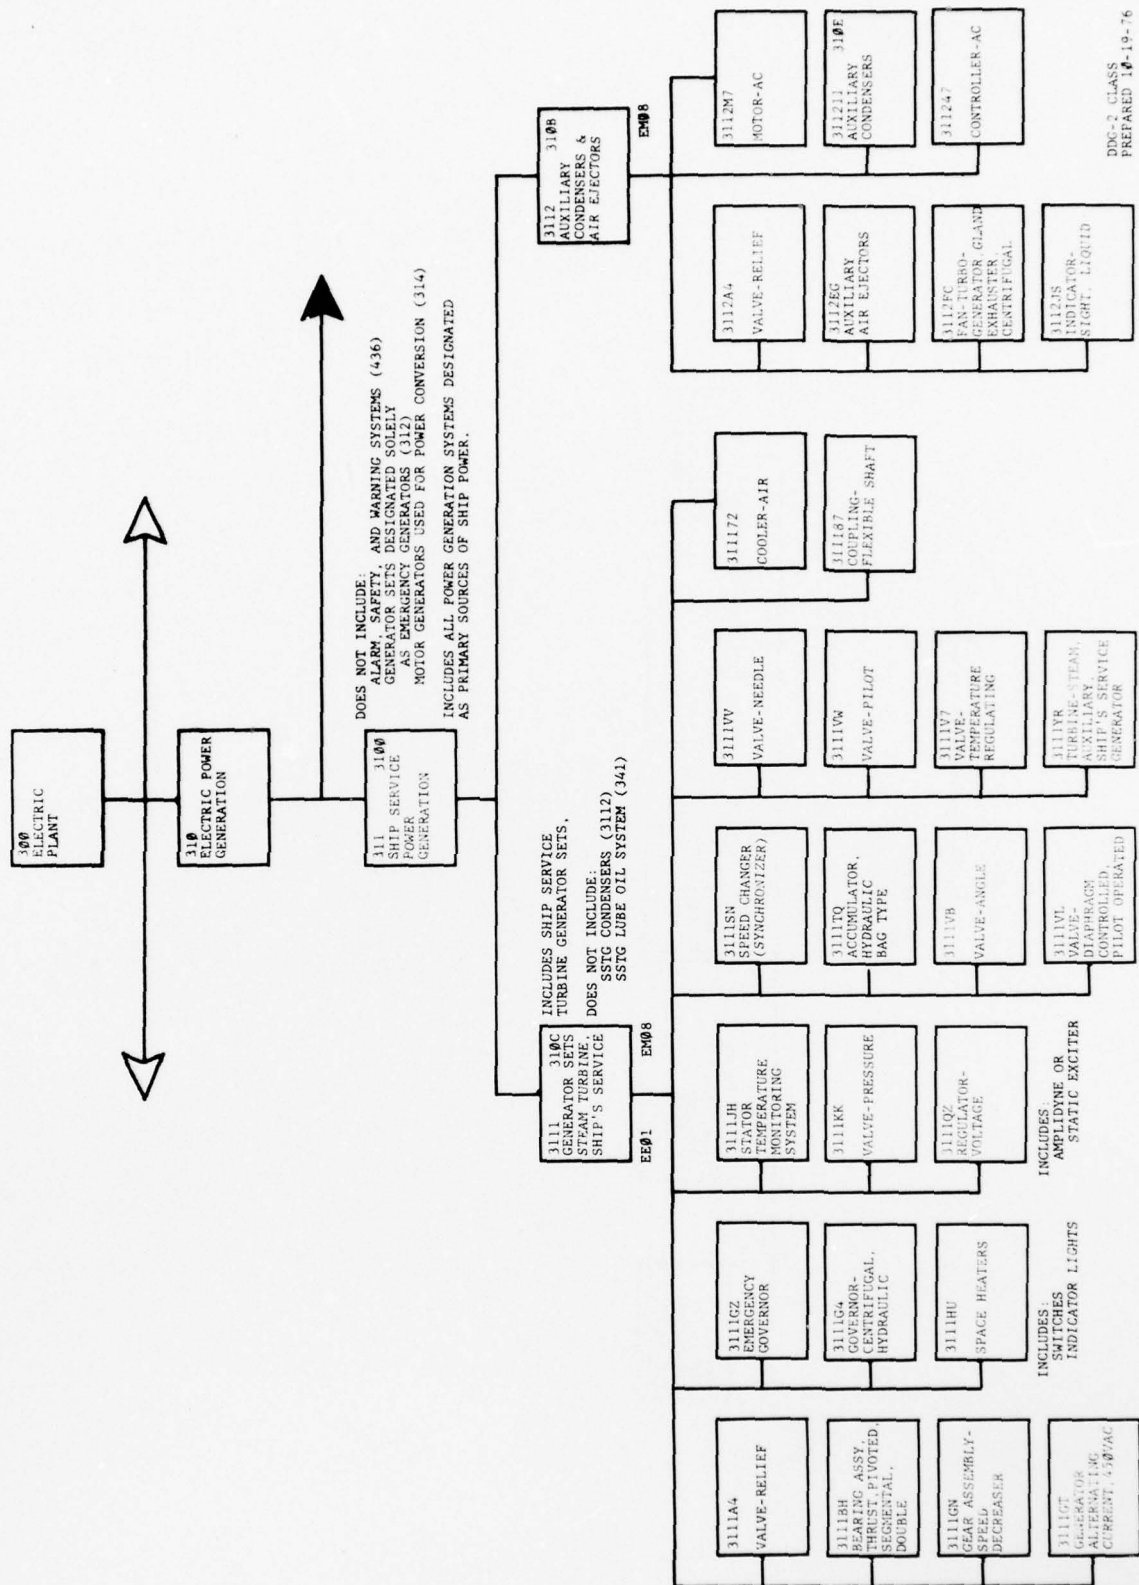 300
ELECTRIC
PLANT
310
ELECTRIC POWER
GENERATION
311 3100
SHIP SERVICE
POWER
GENERATION
DOES NOT INCLUDE:
ALARM, SAFETY, AND WARNING SYSTEMS (436)
GENERATOR SETS DESIGNATED SOLELY
AS EMERGENCY GENERATORS (312)
MOTOR GENERATORS USED FOR POWER CONVERSION (314)
INCLUDES ALL POWER GENERATION SYSTEMS DESIGNATED
AS PRIMARY SOURCES OF SHIP POWER.
3111 310C
GENERATOR SETS
STEAM TURBINE,
SHIP'S SERVICE
EE01 EM08
INCLUDES SHIP SERVICE
TURBINE GENERATOR SETS,
DOES NOT INCLUDE:
SSTG CONDENSERS (3112)
SSTG LUBE OIL SYSTEM (341)
3112 310B
AUXILIARY
CONDENSERS &
AIR EJECTORS
EM08
3111A4
VALVE-RELIEF
3111BH
BEARING ASSY,
THRUST, PIVOTED,
SEGMENTAL,
DOUBLE
3111GN
GEAR ASSEMBLY-
SPEED
DECREASER
3111GT
GENERATOR
ALTERNATING
CURRENT, 450VAC
3111GZ
EMERGENCY
GOVERNOR
3111G4
GOVERNOR-
CENTRIFUGAL,
HYDRAULIC
3111HU
SPACE HEATERS
INCLUDES:
SWITCHES
INDICATOR LIGHTS
3111JH
STATOR
TEMPERATURE
MONITORING
SYSTEM
3111KK
VALVE-PRESSURE
3111QZ
REGULATOR-
VOLTAGE
INCLUDES:
AMPLIDYNE OR
STATIC EXCITER
3111SN
SPEED CHANGER
(SYNCHRONIZER)
3111TQ
ACCUMULATOR,
HYDRAULIC
BAG TYPE
3111VB
VALVE-ANGLE
3111VL
VALVE-
DIAPHRAGM
CONTROLLED,
PILOT OPERATED
3111VV
VALVE-NEEDLE
3111VW
VALVE-PILOT
3111V7
VALVE-
TEMPERATURE
REGULATING
3111YR
TURBINE-STEAM,
AUXILIARY,
SHIP'S SERVICE
GENERATOR
311172
COOLER-AIR
311187
COUPLING-
FLEXIBLE SHAFT
3112A4
VALVE-RELIEF
3112EG
AUXILIARY
AIR EJECTORS
3112FC
FAN-TURBO-
GENERATOR, GLAND
EXHAUSTER,
CENTRIFUGAL
3112JS
INDICATOR-
SIGHT, LIQUID
3112M7
MOTOR-AC
311211 310E
AUXILIARY
CONDENSERS
311247
CONTROLLER-AC
DDG-2 CLASS
PREPARED 10-19-76